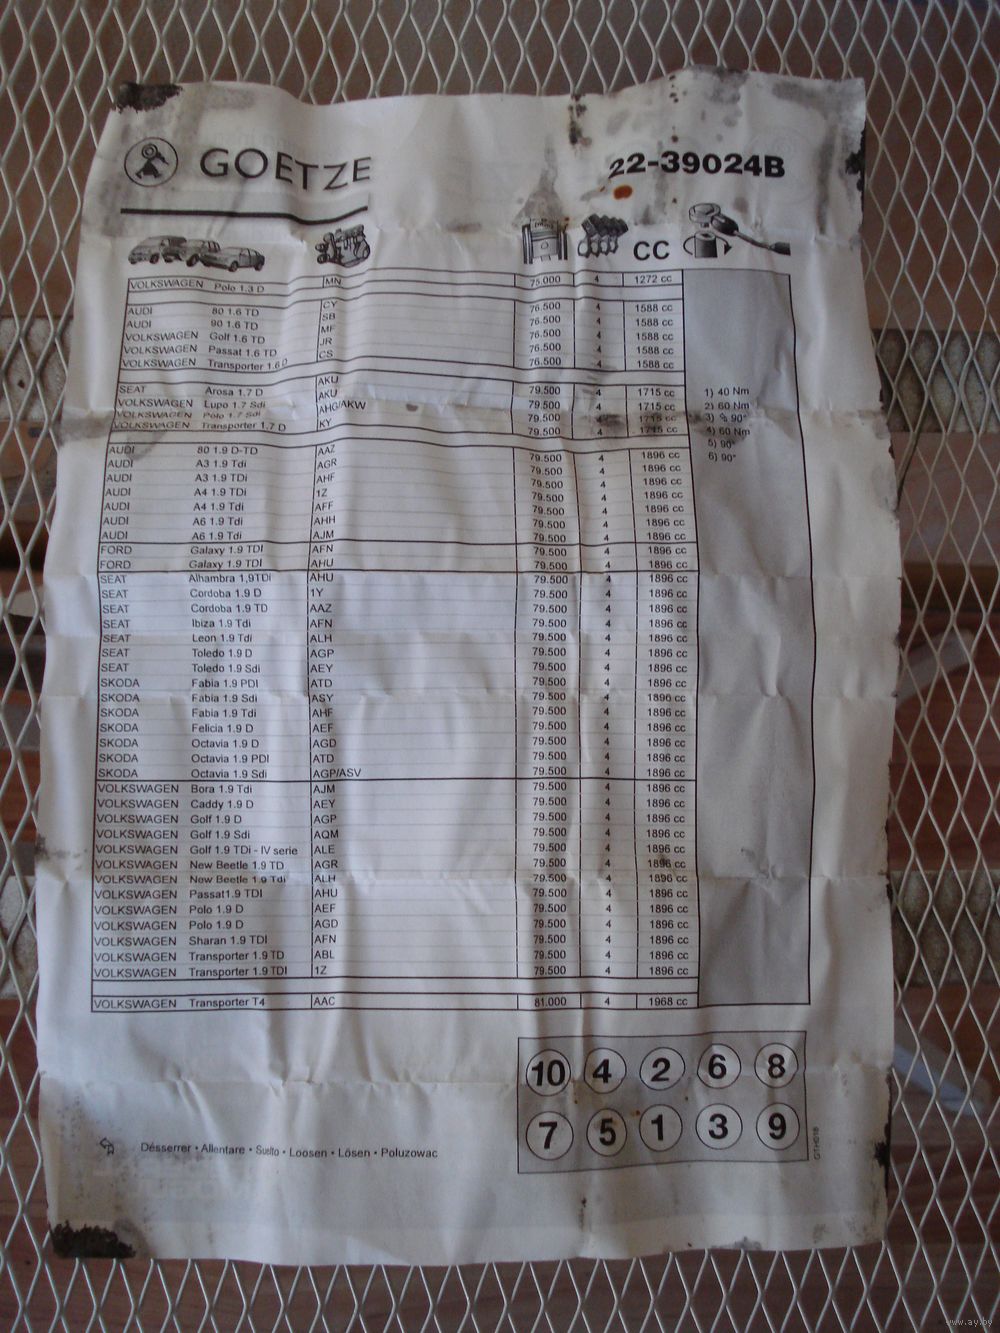 GOETZE
22-39024B
CC
VOLKSWAGEN Polo 1.3 D MN 75.000 4 1272 cc
AUDI 80 1.6 TD CY 76.500 4 1588 cc
AUDI 90 1.6 TD SB 76.500 4 1588 cc
VOLKSWAGEN Golf 1.6 TD MF 76.500 4 1588 cc
VOLKSWAGEN Passat 1.6 TD JR 76.500 4 1588 cc
VOLKSWAGEN Transporter 1.6 D CS 76.500 4 1588 cc
SEAT Arosa 1.7 D AKU 79.500 4 1715 cc
VOLKSWAGEN Lupo 1.7 Sdi AKU 79.500 4 1715 cc
VOLKSWAGEN Polo 1.7 Sdi AHG/AKW 79.500 4 1715 cc
VOLKSWAGEN Transporter 1.7 D KY 79.500 4 1715 cc
1) 40 Nm
2) 60 Nm
3) 90°
4) 60 Nm
5) 90°
6) 90°
AUDI 80 1.9 D-TD AAZ 79.500 4 1896 cc
AUDI A3 1.9 Tdi AGR 79.500 4 1896 cc
AUDI A3 1.9 TDi AHF 79.500 4 1896 cc
AUDI A4 1.9 TDi 1Z 79.500 4 1896 cc
AUDI A4 1.9 Tdi AFF 79.500 4 1896 cc
AUDI A6 1.9 Tdi AHH 79.500 4 1896 cc
AUDI A6 1.9 Tdi AJM 79.500 4 1896 cc
FORD Galaxy 1.9 TDI AFN 79.500 4 1896 cc
FORD Galaxy 1.9 TDI AHU 79.500 4 1896 cc
SEAT Alhambra 1,9TDI AHU 79.500 4 1896 cc
SEAT Cordoba 1.9 D 1Y 79.500 4 1896 cc
SEAT Cordoba 1.9 TD AAZ 79.500 4 1896 cc
SEAT Ibiza 1.9 Tdi AFN 79.500 4 1896 cc
SEAT Leon 1.9 Tdi ALH 79.500 4 1896 cc
SEAT Toledo 1.9 D AGP 79.500 4 1896 cc
SEAT Toledo 1.9 Sdi AEY 79.500 4 1896 cc
SKODA Fabia 1.9 PDI ATD 79.500 4 1896 cc
SKODA Fabia 1.9 Sdi ASY 79.500 4 1896 cc
SKODA Fabia 1.9 Tdi AHF 79.500 4 1896 cc
SKODA Felicia 1.9 D AEF 79.500 4 1896 cc
SKODA Octavia 1.9 D AGD 79.500 4 1896 cc
SKODA Octavia 1.9 PDI ATD 79.500 4 1896 cc
SKODA Octavia 1.9 Sdi AGP/ASV 79.500 4 1896 cc
VOLKSWAGEN Bora 1.9 Tdi AJM 79.500 4 1896 cc
VOLKSWAGEN Caddy 1.9 D AEY 79.500 4 1896 cc
VOLKSWAGEN Golf 1.9 D AGP 79.500 4 1896 cc
VOLKSWAGEN Golf 1.9 Sdi AQM 79.500 4 1896 cc
VOLKSWAGEN Golf 1.9 TDi - IV serie ALE 79.500 4 1896 cc
VOLKSWAGEN New Beetle 1.9 TD AGR 79.500 4 1896 cc
VOLKSWAGEN New Beetle 1.9 Tdi ALH 79.500 4 1896 cc
VOLKSWAGEN Passat1.9 TDI AHU 79.500 4 1896 cc
VOLKSWAGEN Polo 1.9 D AEF 79.500 4 1896 cc
VOLKSWAGEN Polo 1.9 D AGD 79.500 4 1896 cc
VOLKSWAGEN Sharan 1.9 TDI AFN 79.500 4 1896 cc
VOLKSWAGEN Transporter 1.9 TD ABL 79.500 4 1896 cc
VOLKSWAGEN Transporter 1.9 TDI 1Z 79.500 4 1896 cc
VOLKSWAGEN Transporter T4 AAC 81.000 4 1968 cc
10 4 2 6 8
7 5 1 3 9
Désserrer • Allentare • Suelto • Loosen • Lösen • Poluzowac
www.ay.by